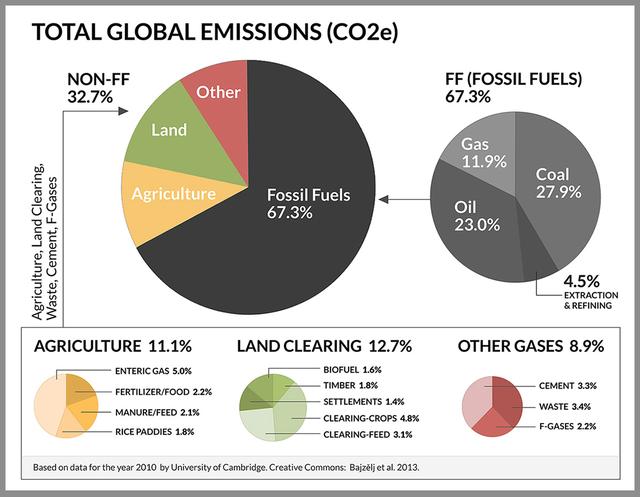 TOTAL GLOBAL EMISSIONS (CO2e)
NON-FF
32.7%
Other
Land
Agriculture
Fossil Fuels
67.3%
FF (FOSSIL FUELS)
67.3%
Gas
11.9%
Coal
27.9%
Oil
23.0%
4.5%
EXTRACTION
& REFINING
Agriculture, Land Clearing,
Waste, Cement, F-Gases
AGRICULTURE 11.1%
ENTERIC GAS 5.0%
FERTILIZER/FOOD 2.2%
MANURE/FEED 2.1%
RICE PADDIES 1.8%
LAND CLEARING 12.7%
BIOFUEL 1.6%
TIMBER 1.8%
SETTLEMENTS 1.4%
CLEARING-CROPS 4.8%
CLEARING-FEED 3.1%
OTHER GASES 8.9%
CEMENT 3.3%
WASTE 3.4%
F-GASES 2.2%
Based on data for the year 2010 by University of Cambridge. Creative Commons: Bajzělj et al. 2013.